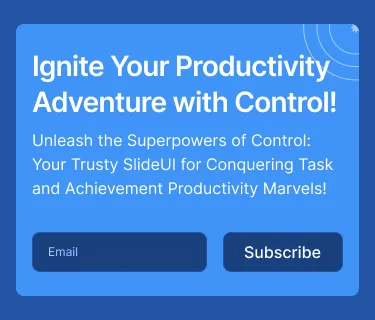 Ignite Your Productivity
Adventure with Control!
Unleash the Superpowers of Control:
Your Trusty SlideUI for Conquering Task
and Achievement Productivity Marvels!
Email
Subscribe